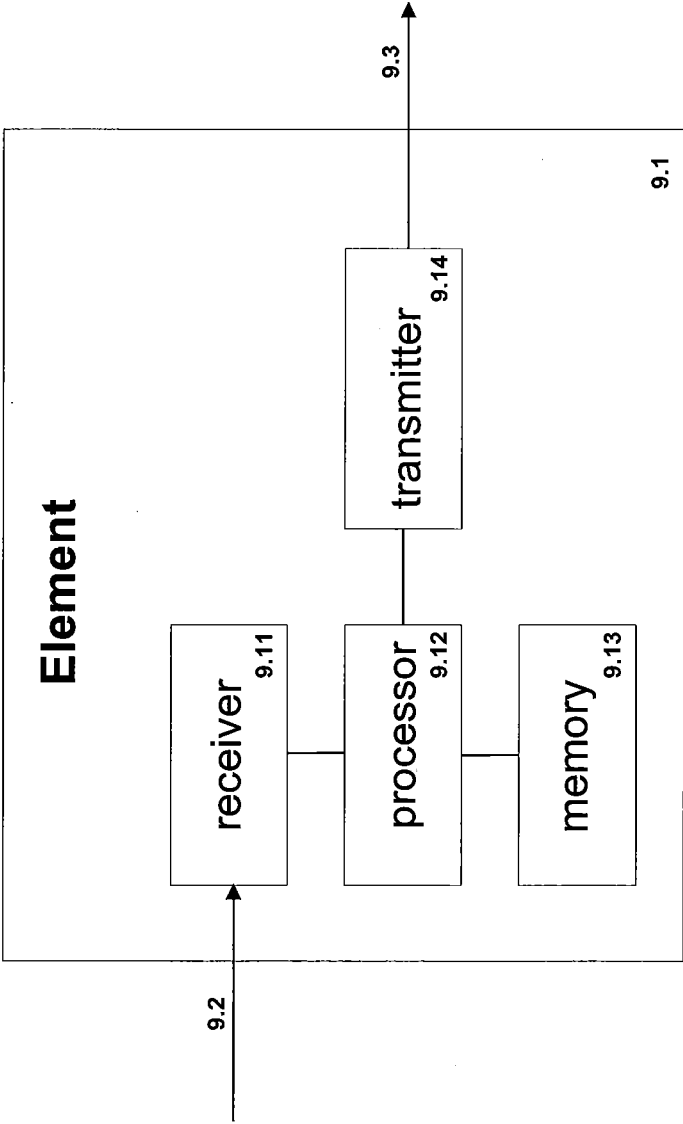 Element
9.2
receiver
9.11
processor
9.12
memory
9.13
transmitter
9.14
9.3
9.1